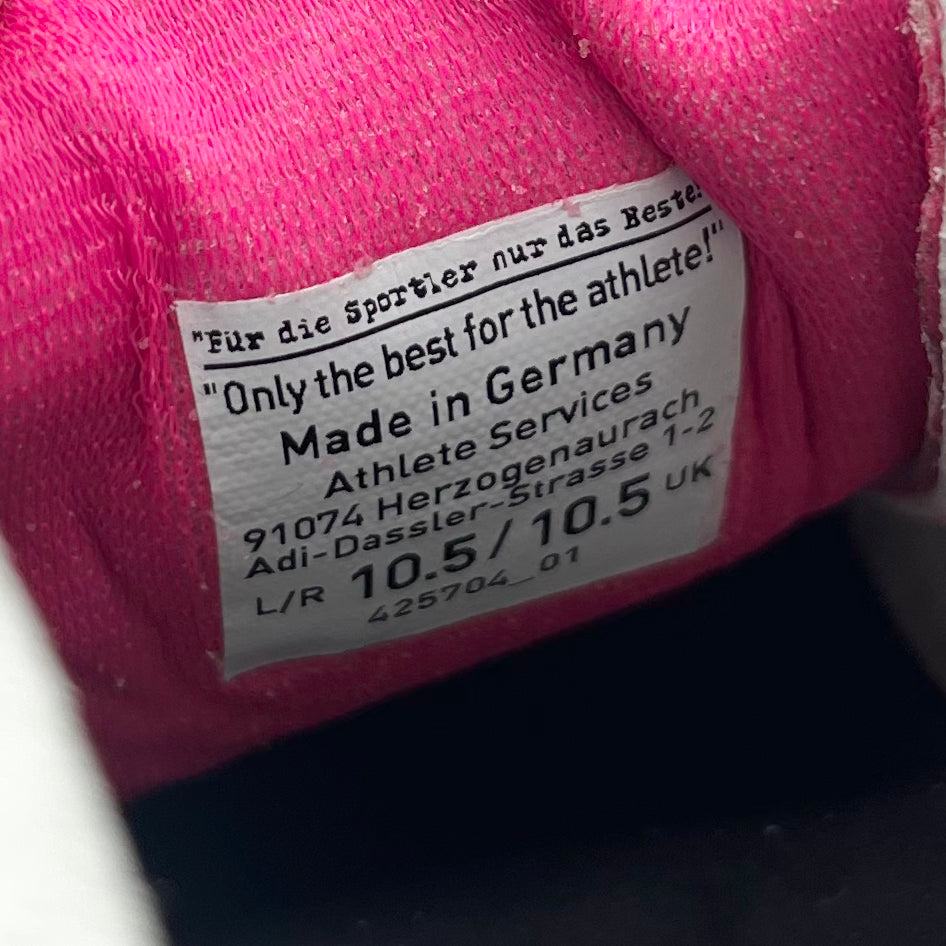 "Für die Sportler nur das Beste!
"Only the best for the athlete!"
Made in Germany
Athlete Services
91074 Herzogenaurach
Adi-Dassler-Strasse 1-2
L/R 10.5 / 10.5 UK
425704_01